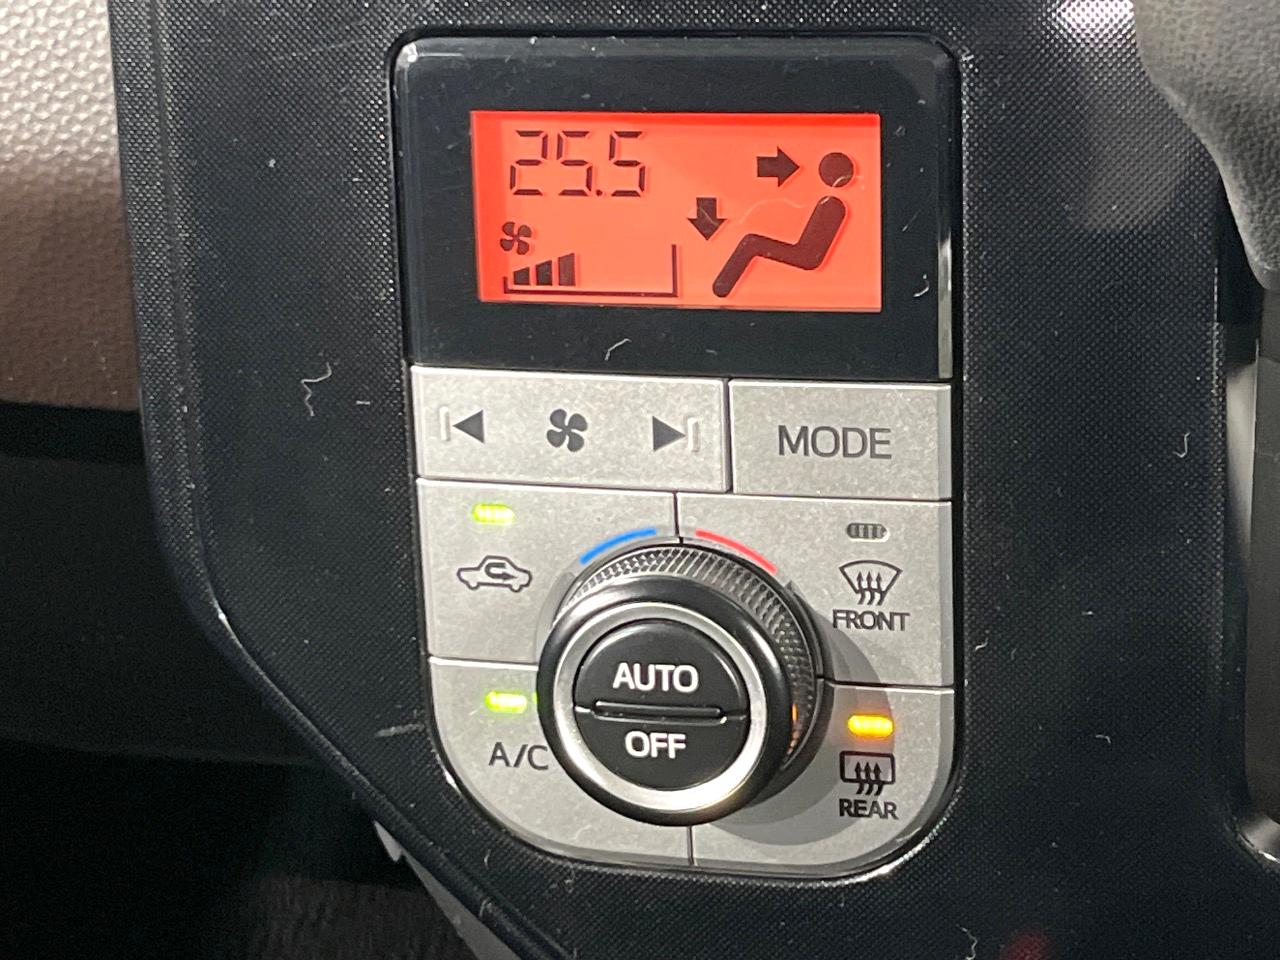 25.5
MODE
FRONT
AUTO
OFF
A/C
REAR